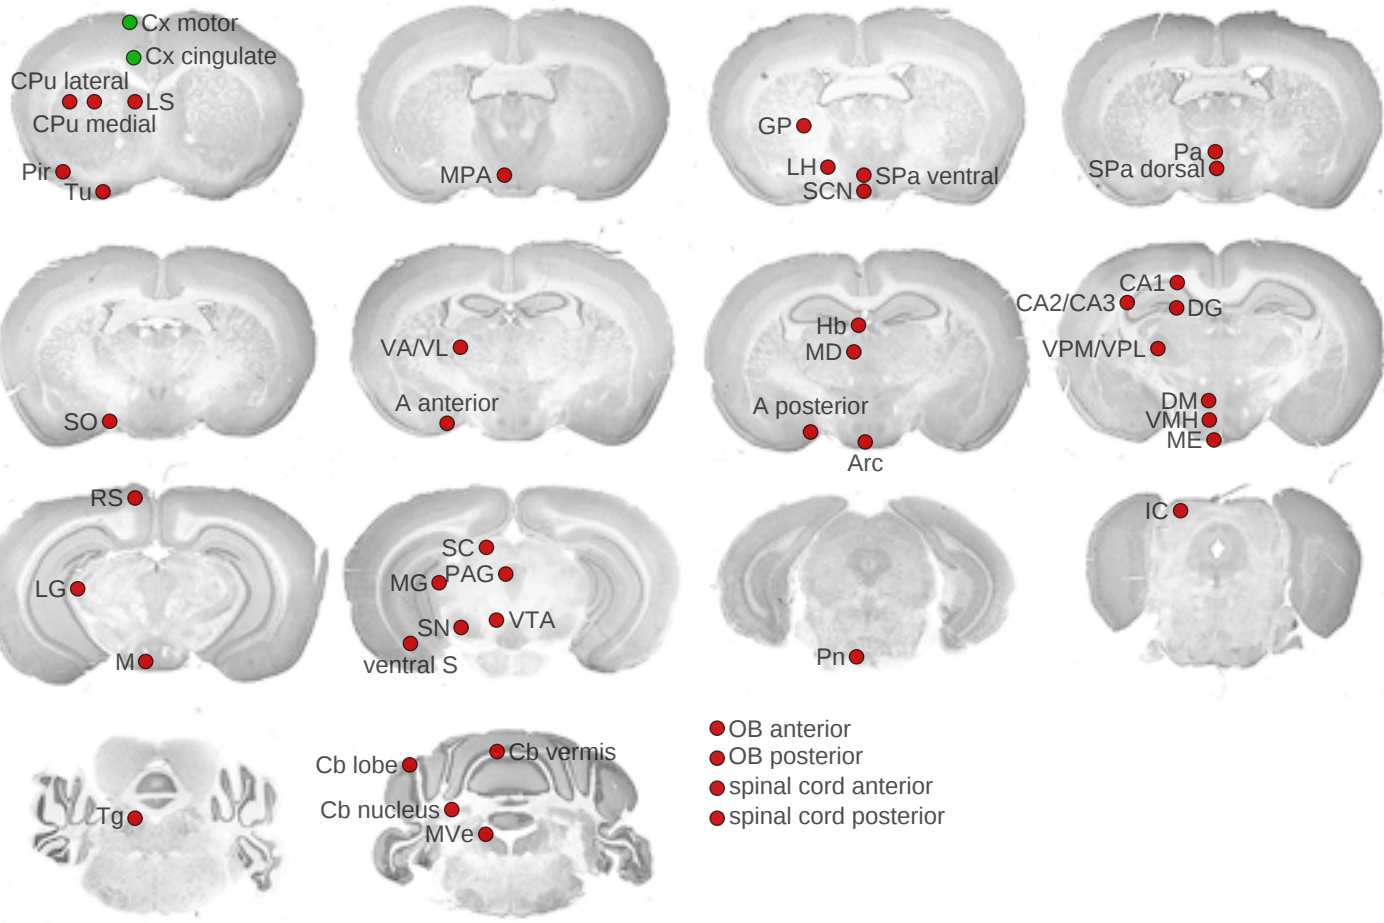 Cx motor
Cx cingulate
CPu lateral
LS
CPu medial
Pir
Tu
MPA
GP
LH
SPa ventral
SCN
Pa
SPa dorsal
SO
VA/VL
A anterior
Hb
MD
A posterior
Arc
CA1
CA2/CA3
DG
VPM/VPL
DM
VMH
ME
RS
LG
M
SC
MG
PAG
SN
VTA
ventral S
Pn
IC
Tg
Cb lobe
Cb vermis
Cb nucleus
MVe
OB anterior
OB posterior
spinal cord anterior
spinal cord posterior